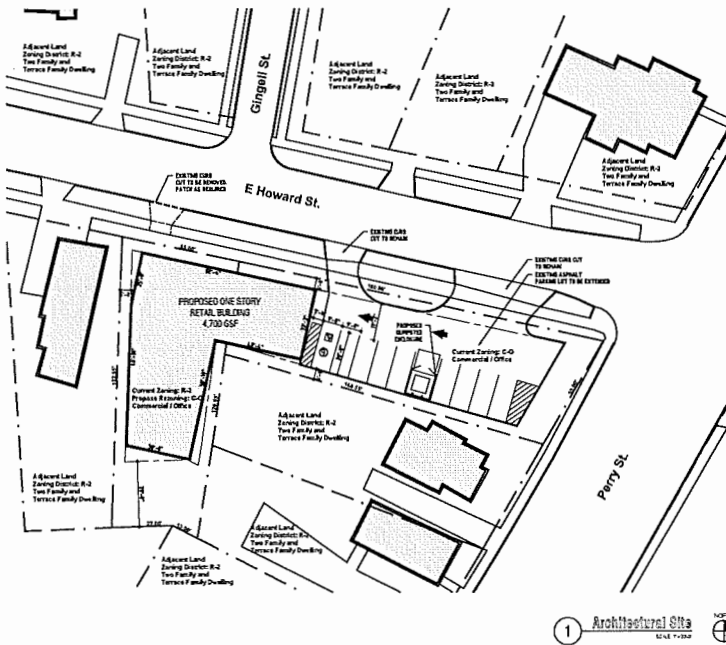 Adjacent Land
Zoning District: R-2
Two Family and
Terrace Family Dwelling
Adjacent Land
Zoning District: R-2
Two Family and
Terrace Family Dwelling
Gingell St.
Adjacent Land
Zoning District: R-2
Two Family and
Terrace Family Dwelling
Adjacent Land
Zoning District: R-2
Two Family and
Terrace Family Dwelling
Adjacent Land
Zoning District: R-2
Two Family and
Terrace Family Dwelling
EXISTING CURB
CUT TO BE REMOVED
PATCH AS REQUIRED
E Howard St.
EXISTING CURB
CUT TO REMAIN
EXISTING CURB CUT
TO REMAIN
EXISTING ASPHALT
PARKING LOT TO BE EXTENDED
PROPOSED ONE STORY
RETAIL BUILDING
4,700 GSF
PROPOSED
DUMPSTER
ENCLOSURE
Current Zoning: C-O
Commercial / Office
Current Zoning: R-2
Propose Rezoning: C-O
Commercial / Office
Adjacent Land
Zoning District: R-2
Two Family and
Terrace Family Dwelling
Perry St.
Adjacent Land
Zoning District: R-2
Two Family and
Terrace Family Dwelling
Adjacent Land
Zoning District: R-2
Two Family and
Terrace Family Dwelling
Adjacent Land
Zoning District: R-2
Two Family and
Terrace Family Dwelling
1
Architectural Site